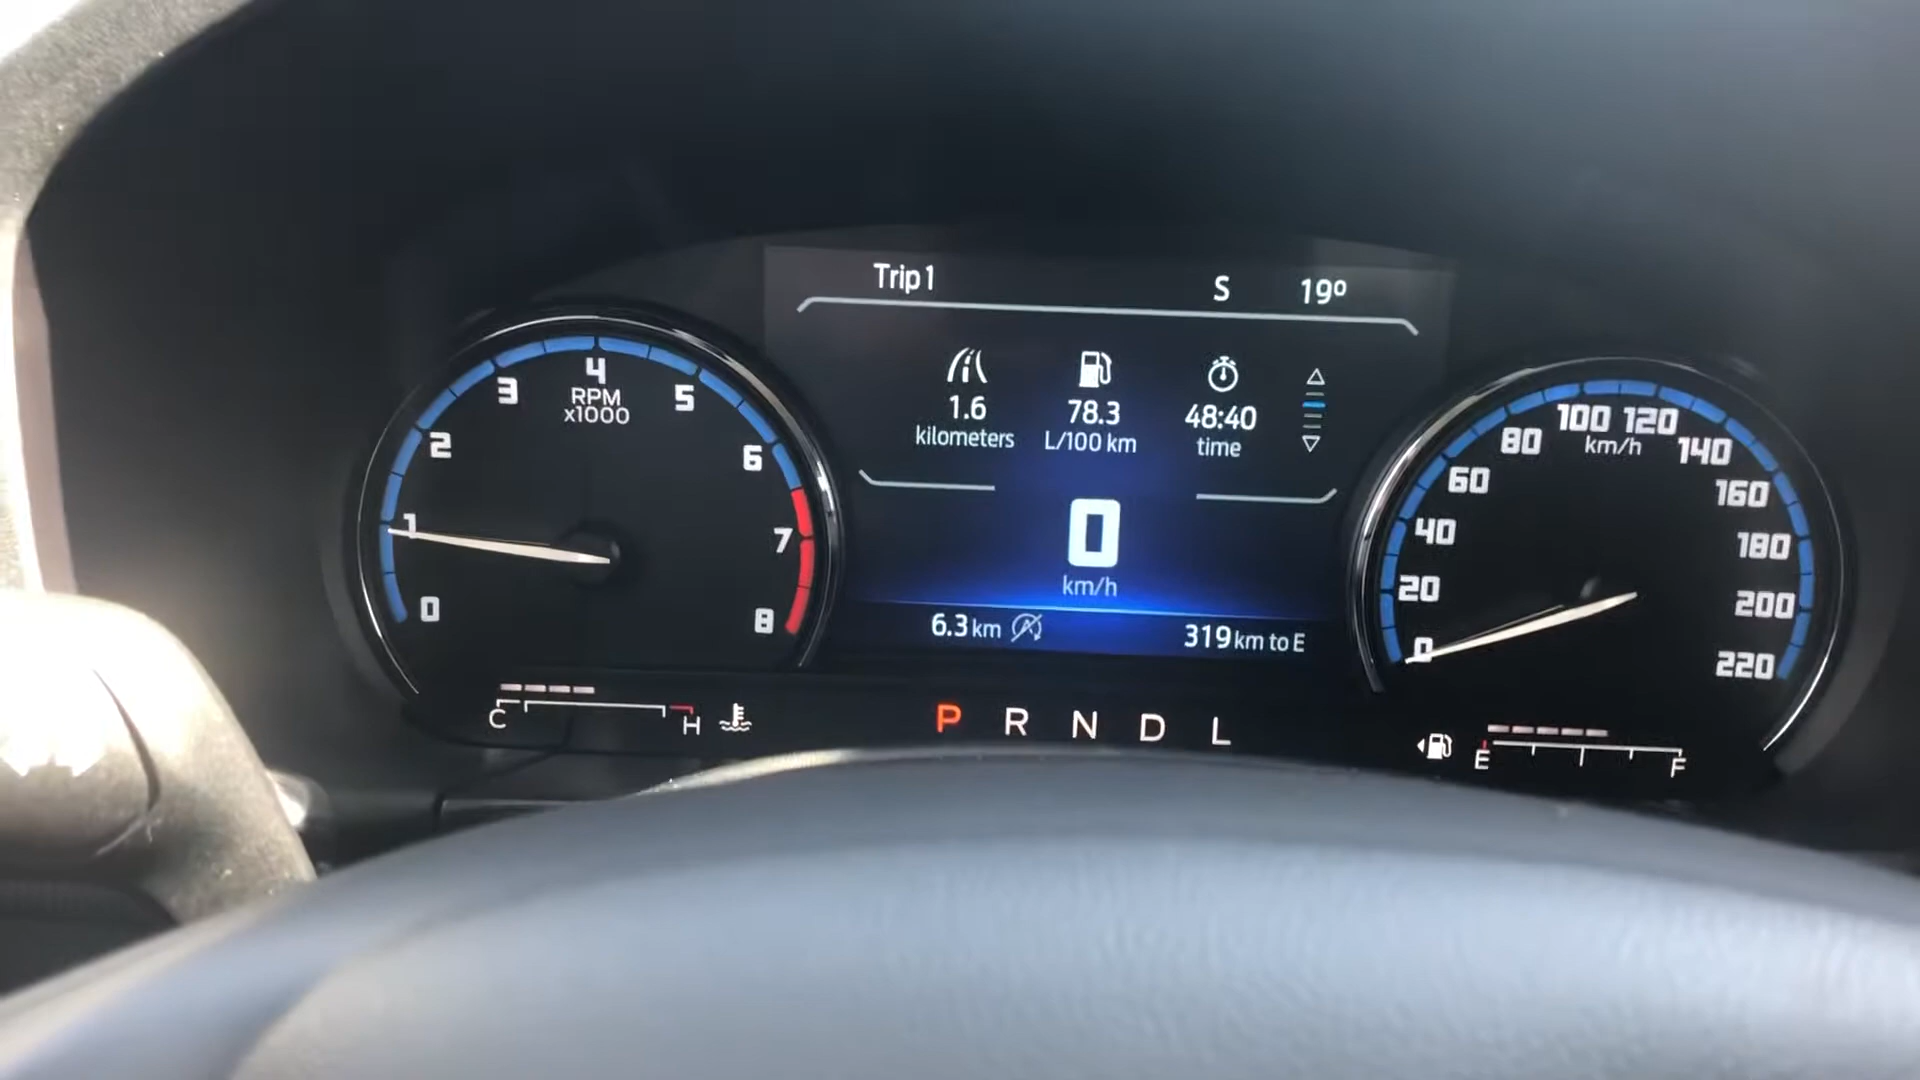 Trip 1 S 19º
1.6 78.3 48:40
kilometers L/100 km time
0
km/h
6.3 km 319 km to E
0 1 2 3 4 5 6 7 8
RPM
x1000
C H
P R N D L
0 20 40 60 80 100 120 140 160 180 200 220
km/h
E F